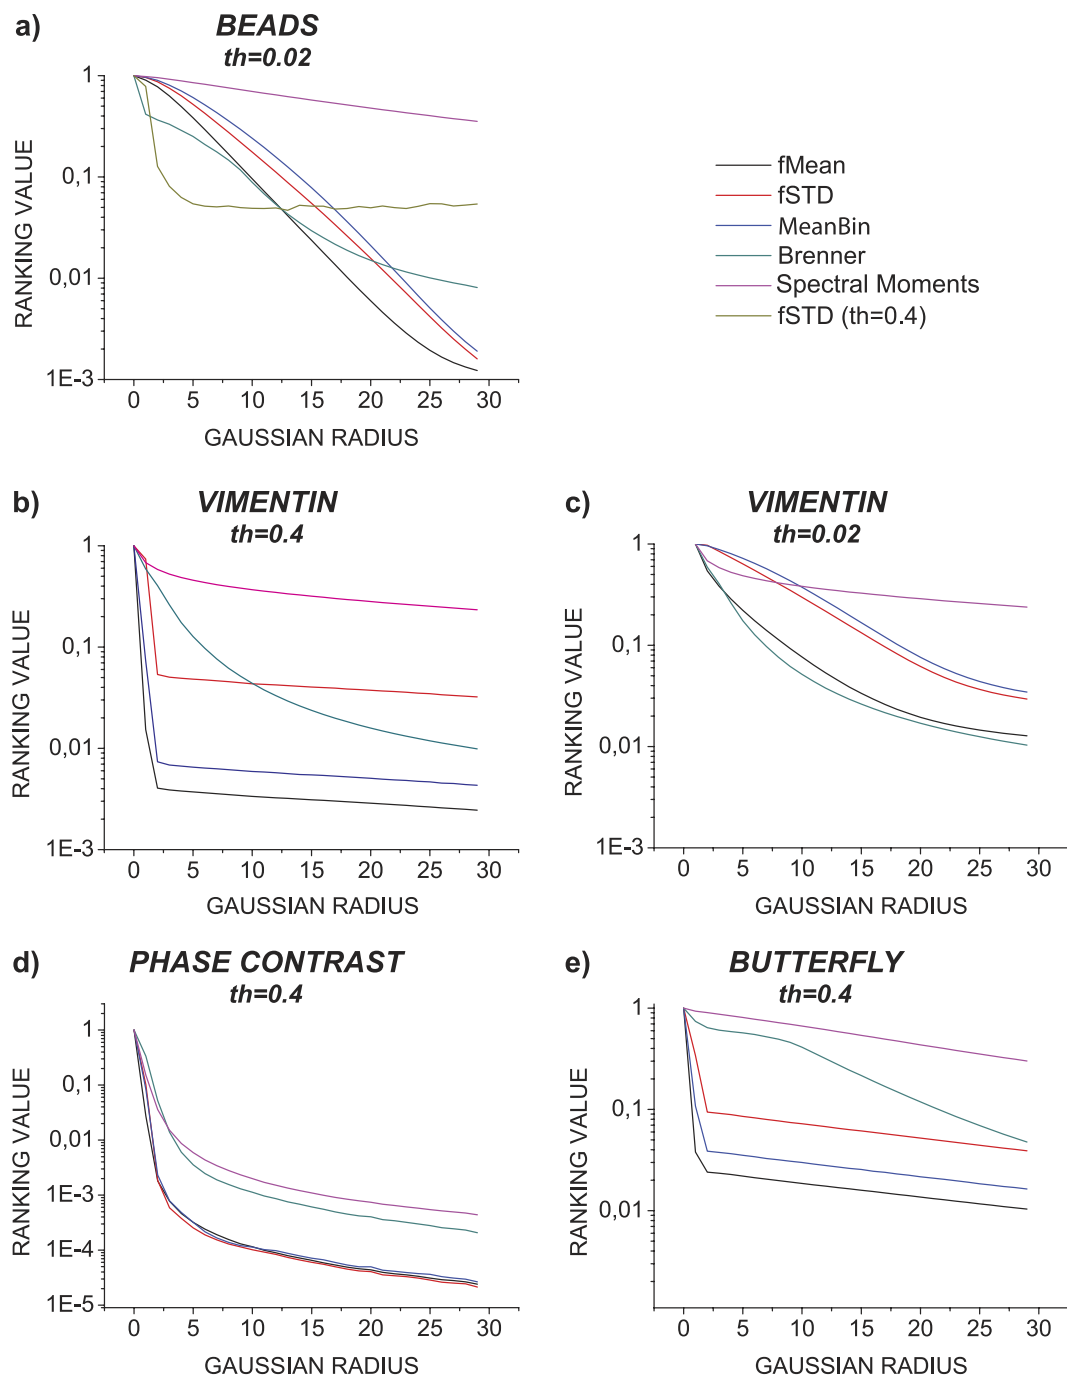 a)
BEADS
th=0.02
1
0,1
0,01
1E-3
RANKING VALUE
0 5 10 15 20 25 30
GAUSSIAN RADIUS
fMean
fSTD
MeanBin
Brenner
Spectral Moments
fSTD (th=0.4)
b)
VIMENTIN
th=0.4
1
0,1
0,01
1E-3
RANKING VALUE
0 5 10 15 20 25 30
GAUSSIAN RADIUS
c)
VIMENTIN
th=0.02
1
0,1
0,01
1E-3
RANKING VALUE
0 5 10 15 20 25 30
GAUSSIAN RADIUS
d)
PHASE CONTRAST
th=0.4
1
0,1
0,01
1E-3
1E-4
1E-5
RANKING VALUE
0 5 10 15 20 25 30
GAUSSIAN RADIUS
e)
BUTTERFLY
th=0.4
1
0,1
0,01
RANKING VALUE
0 5 10 15 20 25 30
GAUSSIAN RADIUS